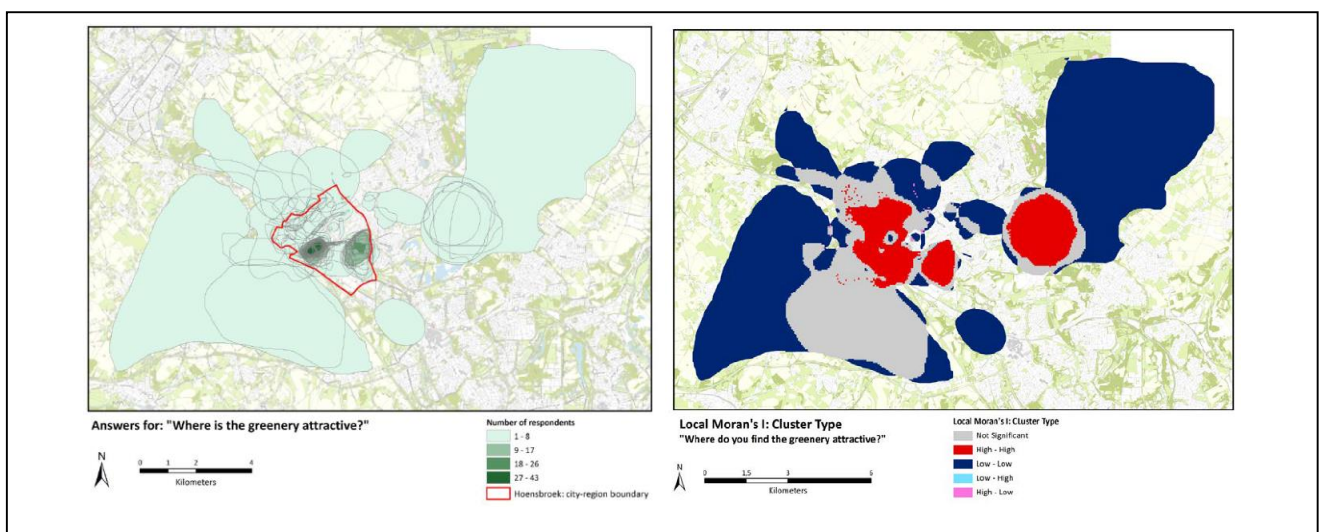 Answers for: "Where is the greenery attractive?"
N
0 1 2 4
Kilometers
Number of respondents
1 - 8
9 - 17
18 - 26
27 - 43
Hoensbroek: city-region boundary
Local Moran's I: Cluster Type
"Where do you find the greenery attractive?"
N
0 1.5 3 6
Kilometers
Local Moran's I: Cluster Type
Not Significant
High - High
Low - Low
Low - High
High - Low